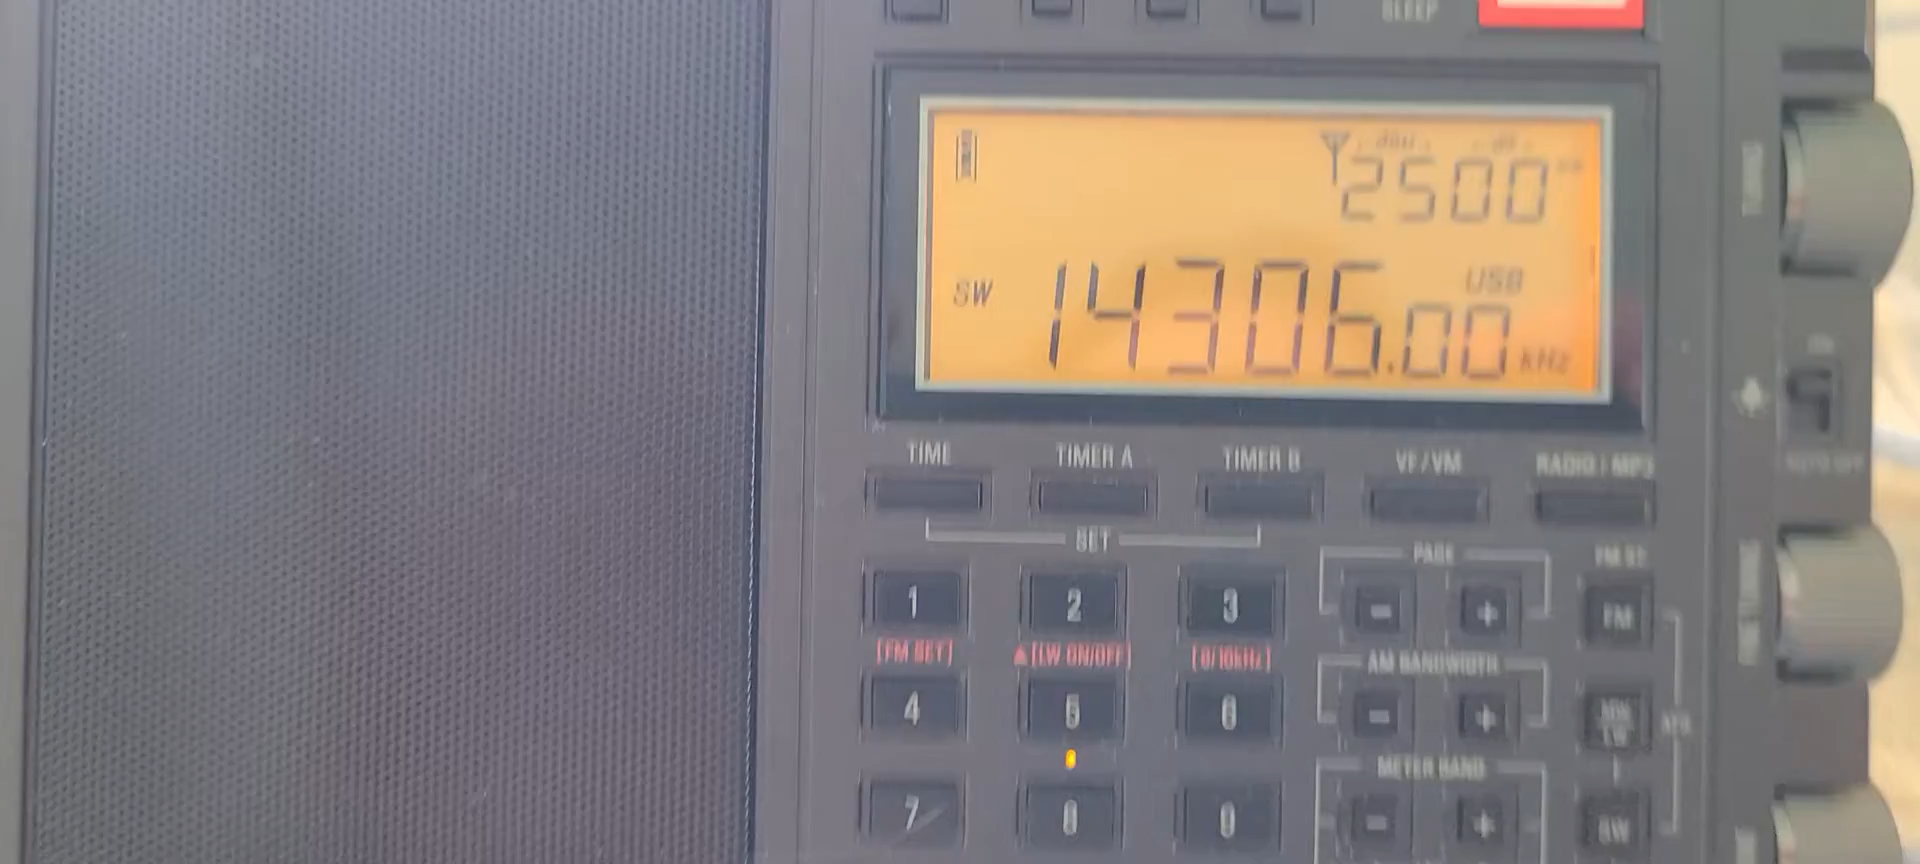 SLEEP
2500
SW 14306.00 USB kHz
TIME TIMER A TIMER B VF/VM RADIO / MP3
SET
PAGE FM ST.
1 2 3 - + FM
[FM SET] [LW ON/OFF] [9/10kHz]
AM BANDWIDTH
4 5 6 - +
METER BAND
7 8 9 - + SW